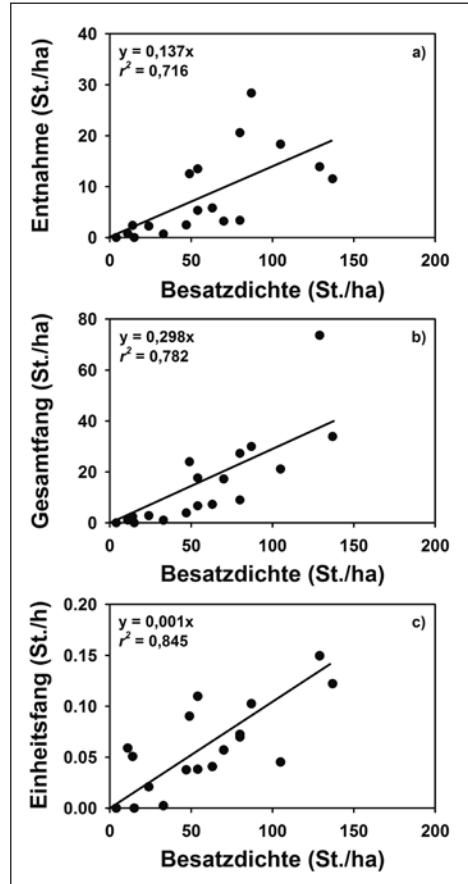 y = 0,137x
r² = 0,716
a)
Entnahme (St./ha)
40
30
20
10
0
0 50 100 150 200
Besatzdichte (St./ha)
y = 0,298x
r² = 0,782
b)
Gesamtfang (St./ha)
80
60
40
20
0
0 50 100 150 200
Besatzdichte (St./ha)
y = 0,001x
r² = 0,845
c)
Einheitsfang (St./h)
0.20
0.15
0.10
0.05
0.00
0 50 100 150 200
Besatzdichte (St./ha)